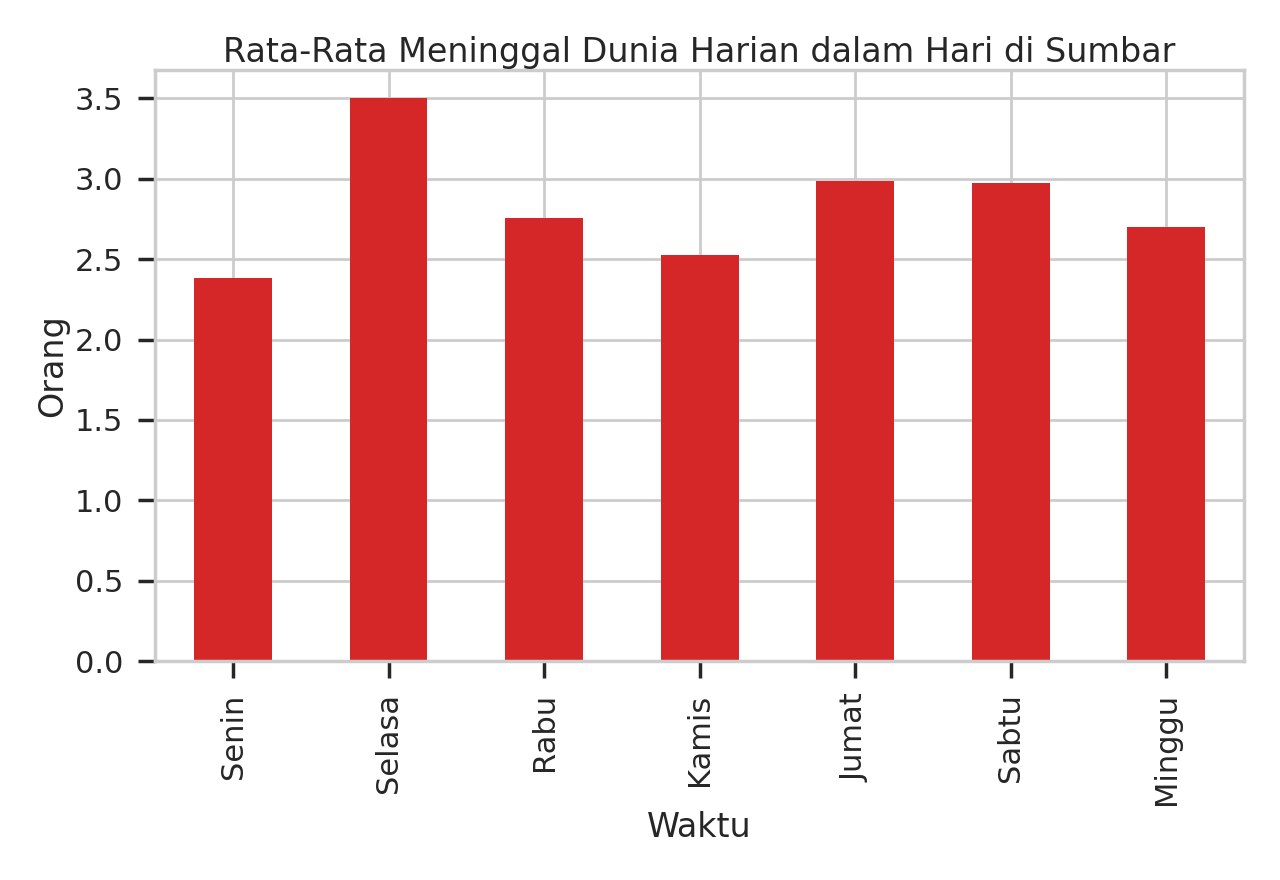 Rata-Rata Meninggal Dunia Harian dalam Hari di Sumbar
Orang
3.5
3.0
2.5
2.0
1.5
1.0
0.5
0.0
Senin
Selasa
Rabu
Kamis
Jumat
Sabtu
Minggu
Waktu